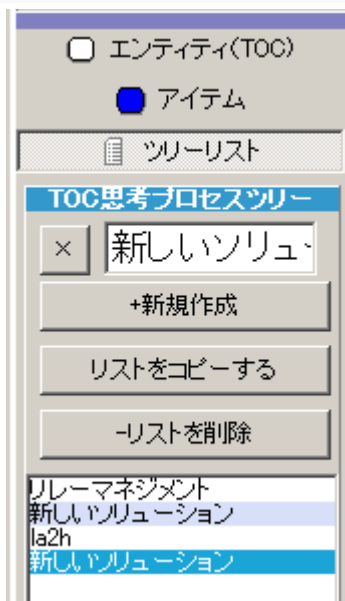 エンティティ(TOC)
アイテム
ツリーリスト
TOC思考プロセスツリー
× 新しいソリュー
+新規作成
リストをコピーする
-リストを削除
リレーマネジメント
新しいソリューション
la2h
新しいソリューション